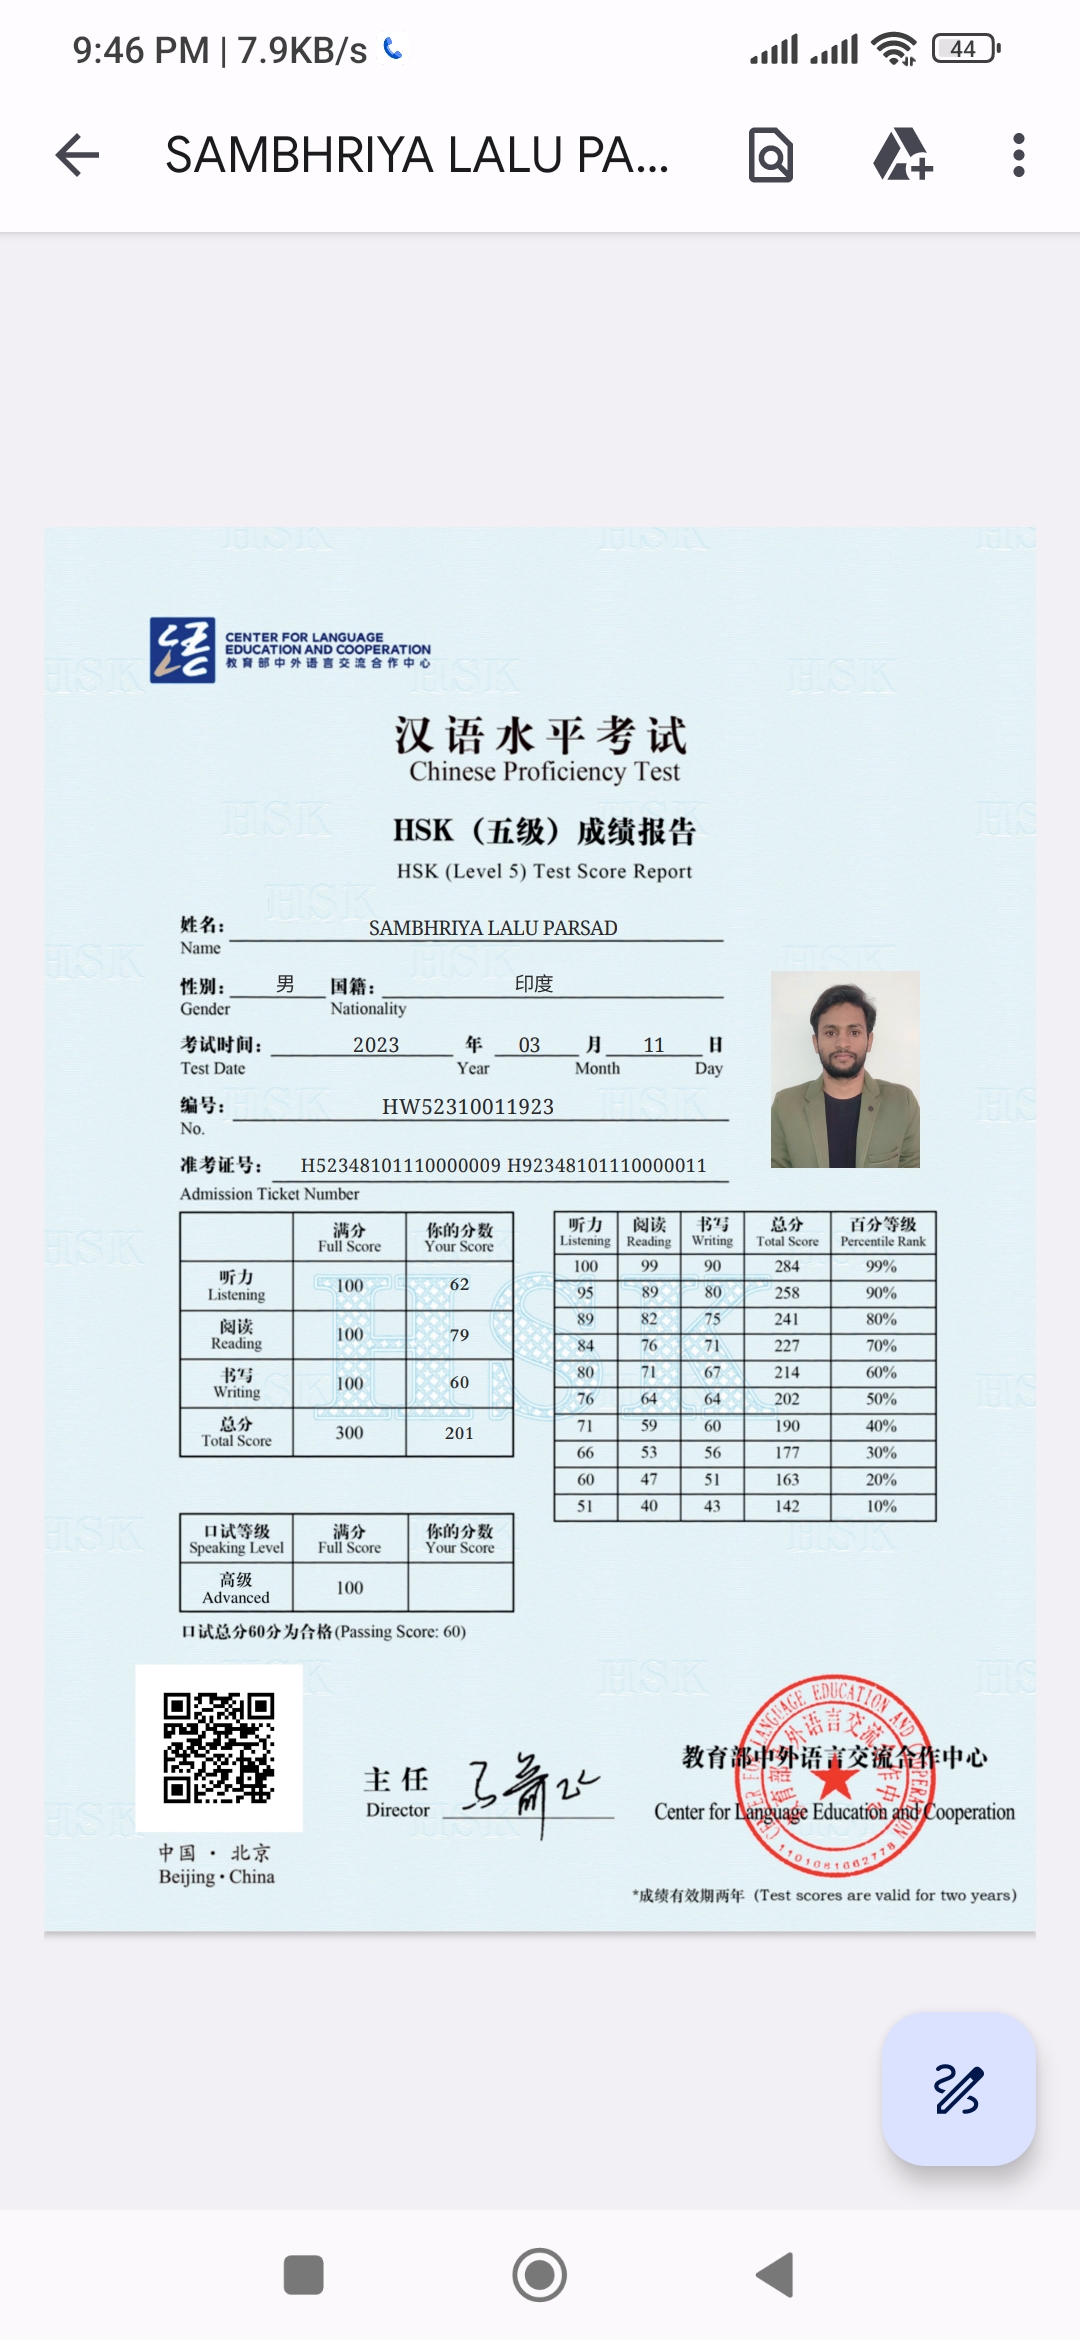 9:46 PM | 7.9KB/s
44
SAMBHRIYA LALU PA...
CENTER FOR LANGUAGE
EDUCATION AND COOPERATION
教育部中外语言交流合作中心
汉语水平考试
Chinese Proficiency Test
HSK（五级）成绩报告
HSK (Level 5) Test Score Report
姓名： SAMBHRIYA LALU PARSAD
Name
性别： 男 国籍： 印度
Gender Nationality
考试时间： 2023 年 03 月 11 日
Test Date Year Month Day
编号： HW52310011923
No.
准考证号： H52348101110000009 H92348101110000011
Admission Ticket Number
满分 你的分数
Full Score Your Score
听力 100 62
Listening
阅读 100 79
Reading
书写 100 60
Writing
总分 300 201
Total Score
听力 阅读 书写 总分 百分等级
Listening Reading Writing Total Score Percentile Rank
100 99 90 284 99%
95 89 80 258 90%
89 82 75 241 80%
84 76 71 227 70%
80 71 67 214 60%
76 64 64 202 50%
71 59 60 190 40%
66 53 56 177 30%
60 47 51 163 20%
51 40 43 142 10%
HSK
口试等级 满分 你的分数
Speaking Level Full Score Your Score
高级 100
Advanced
口试总分60分为合格(Passing Score: 60)
中国 · 北京
Beijing · China
主任
Director
教育部中外语言交流合作中心
Center for Language Education and Cooperation
CENTER FOR LANGUAGE EDUCATION AND COOPERATION
教育部中外语言交流合作中心
1101081662778
*成绩有效期两年 (Test scores are valid for two years)